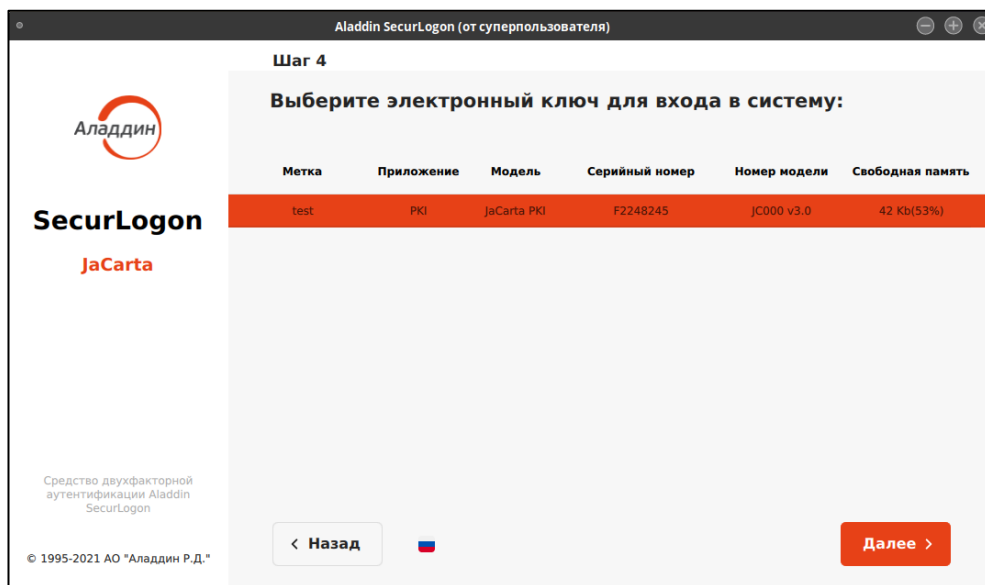 Aladdin SecurLogon (от суперпользователя)
Шаг 4
Выберите электронный ключ для входа в систему:
Аладдин
SecurLogon
JaCarta
Метка Приложение Модель Серийный номер Номер модели Свободная память
test PKI JaCarta PKI F2248245 JC000 v3.0 42 Kb(53%)
Средство двухфакторной
аутентификации Aladdin
SecurLogon
© 1995-2021 АО "Аладдин Р.Д."
< Назад
Далее >